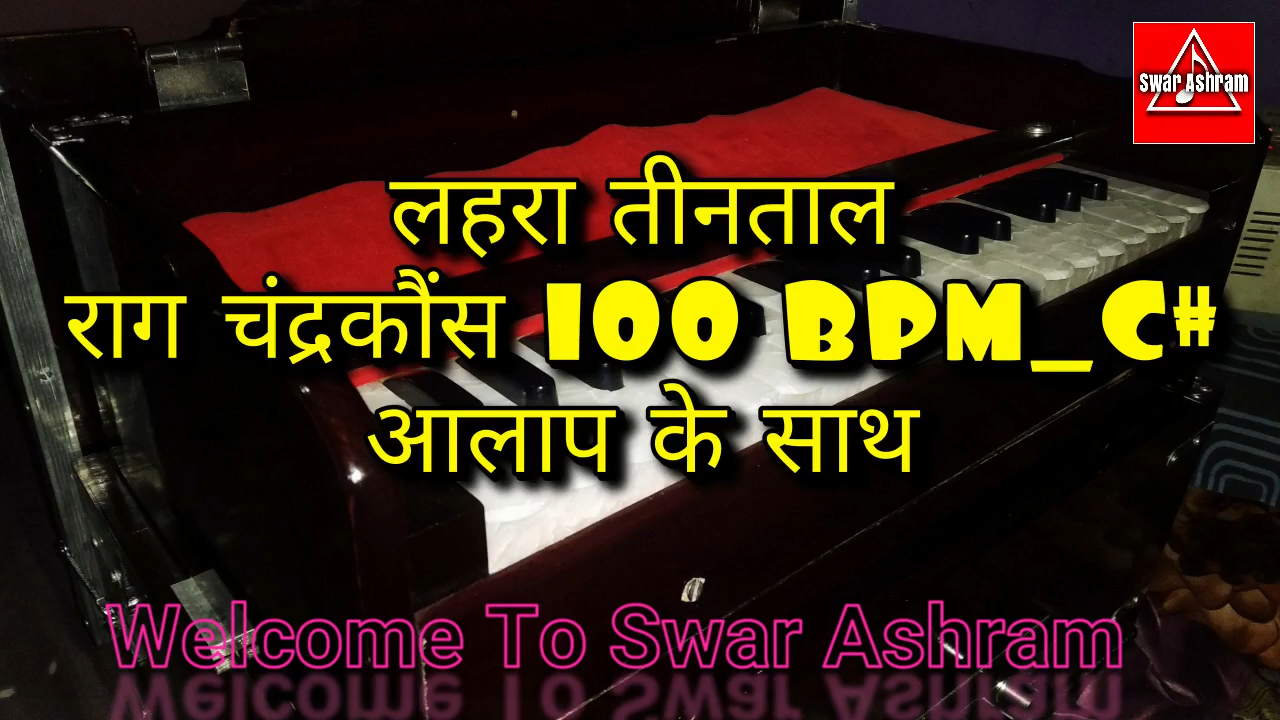 Swar Ashram
लहरा तीनताल
राग चंद्रकौंस 100 BPM_C#
आलाप के साथ
Welcome To Swar Ashram